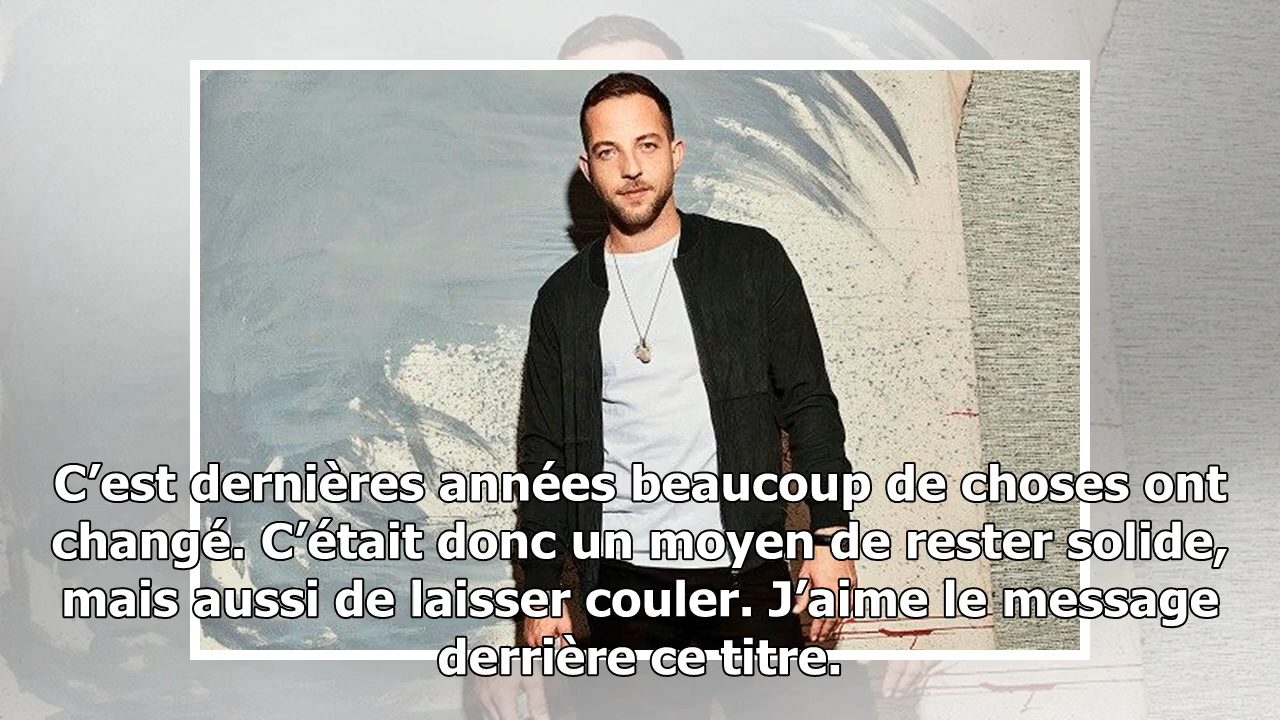 C’est dernières années beaucoup de choses ont
changé. C’était donc un moyen de rester solide,
mais aussi de laisser couler. J’aime le message
derrière ce titre.